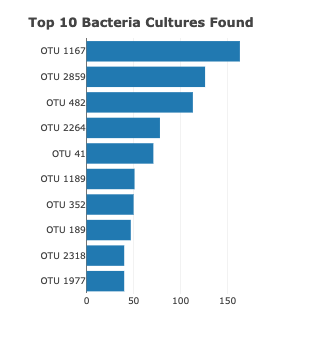 Top 10 Bacteria Cultures Found
OTU 1167
OTU 2859
OTU 482
OTU 2264
OTU 41
OTU 1189
OTU 352
OTU 189
OTU 2318
OTU 1977
0 50 100 150